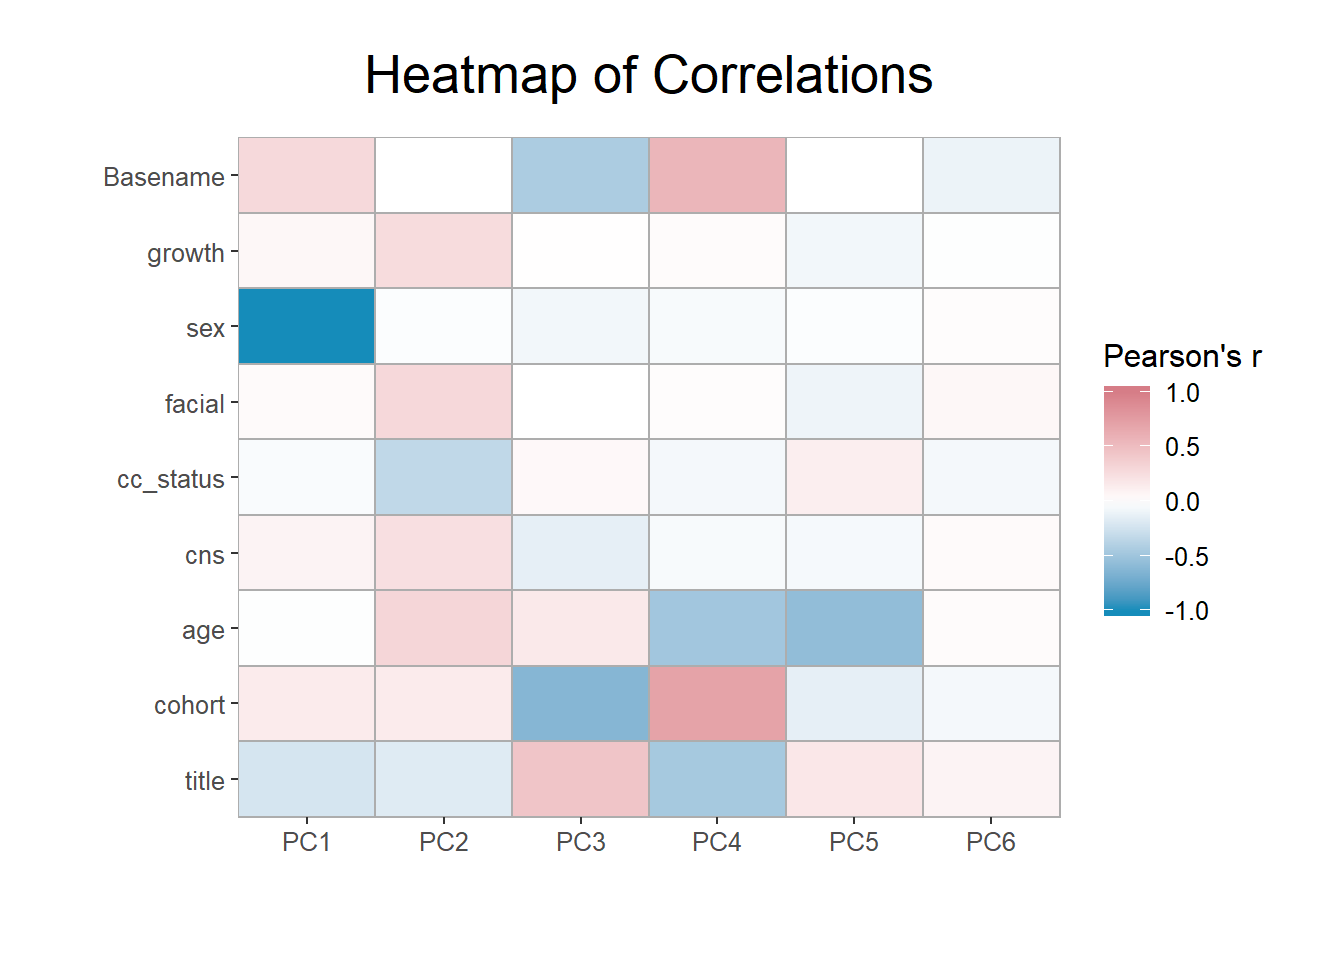 Heatmap of Correlations
Basename
growth
sex
facial
cc_status
cns
age
cohort
title
PC1 PC2 PC3 PC4 PC5 PC6
Pearson's r
1.0
0.5
0.0
-0.5
-1.0